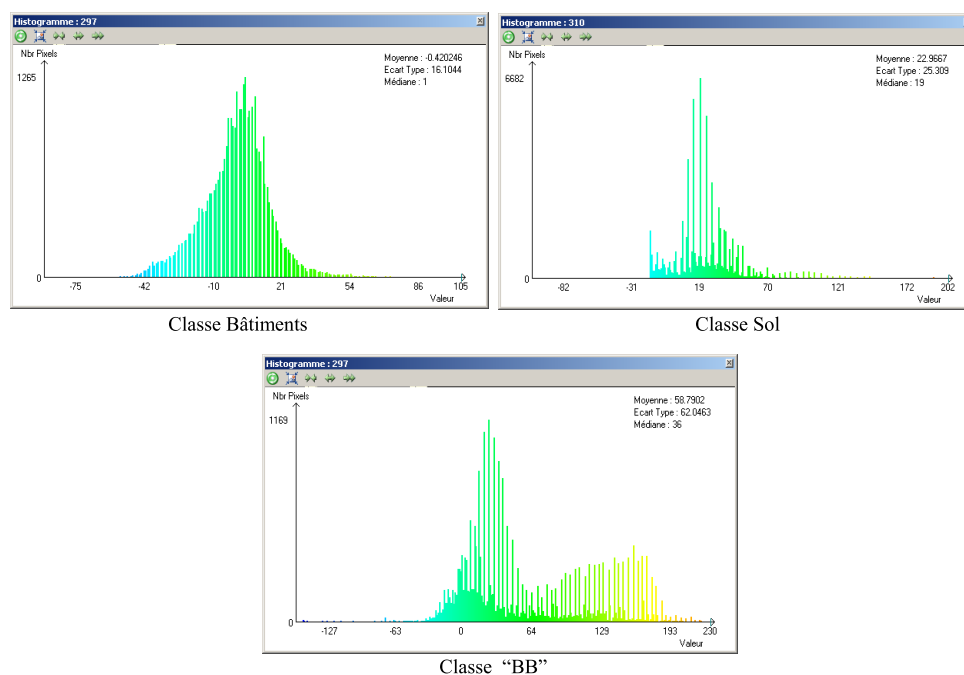 Histogramme : 297
Nbr Pixels
1265
0
Moyenne : -0.420246
Ecart Type : 16.1044
Médiane : 1
-75 -42 -10 21 54 86 105
Valeur
Classe Bâtiments
Histogramme : 310
Nbr Pixels
6682
0
Moyenne : 22.9667
Ecart Type : 25.309
Médiane : 19
-82 -31 19 70 121 172 202
Valeur
Classe Sol
Histogramme : 297
Nbr Pixels
1169
0
Moyenne : 58.7902
Ecart Type : 62.0463
Médiane : 36
-127 -63 0 64 129 193 230
Valeur
Classe “BB”